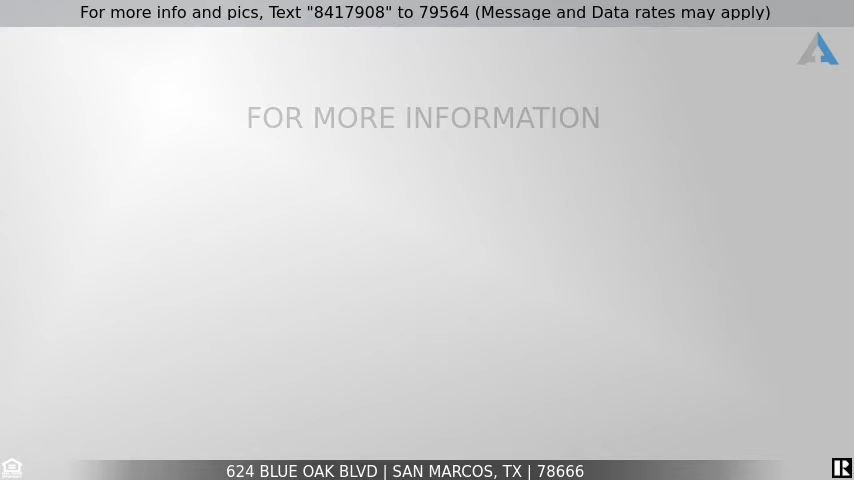 For more info and pics, Text "8417908" to 79564 (Message and Data rates may apply)
FOR MORE INFORMATION
624 BLUE OAK BLVD | SAN MARCOS, TX | 78666